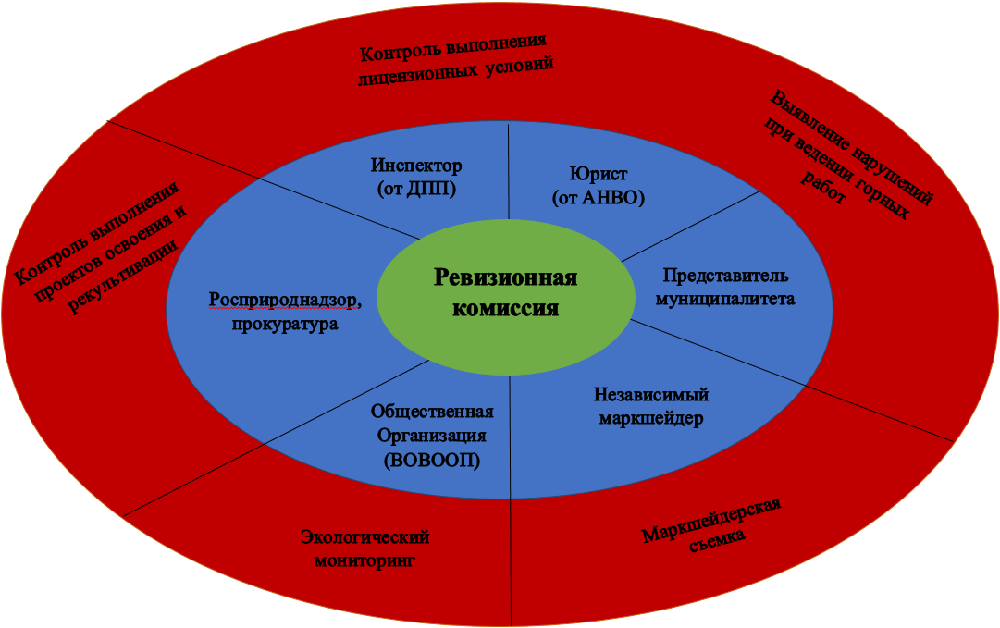 Контроль выполнения
лицензионных условий
Выявление нарушений
при ведении горных
работ
Контроль выполнения
проектов освоения и
рекультивации
Инспектор
(от ДПП)
Юрист
(от АНВО)
Ревизионная
комиссия
Представитель
муниципалитета
Росприроднадзор,
прокуратура
Независимый
маркшейдер
Общественная
Организация
(ВОВООП)
Экологический
мониторинг
Маркшейдерская
съемка